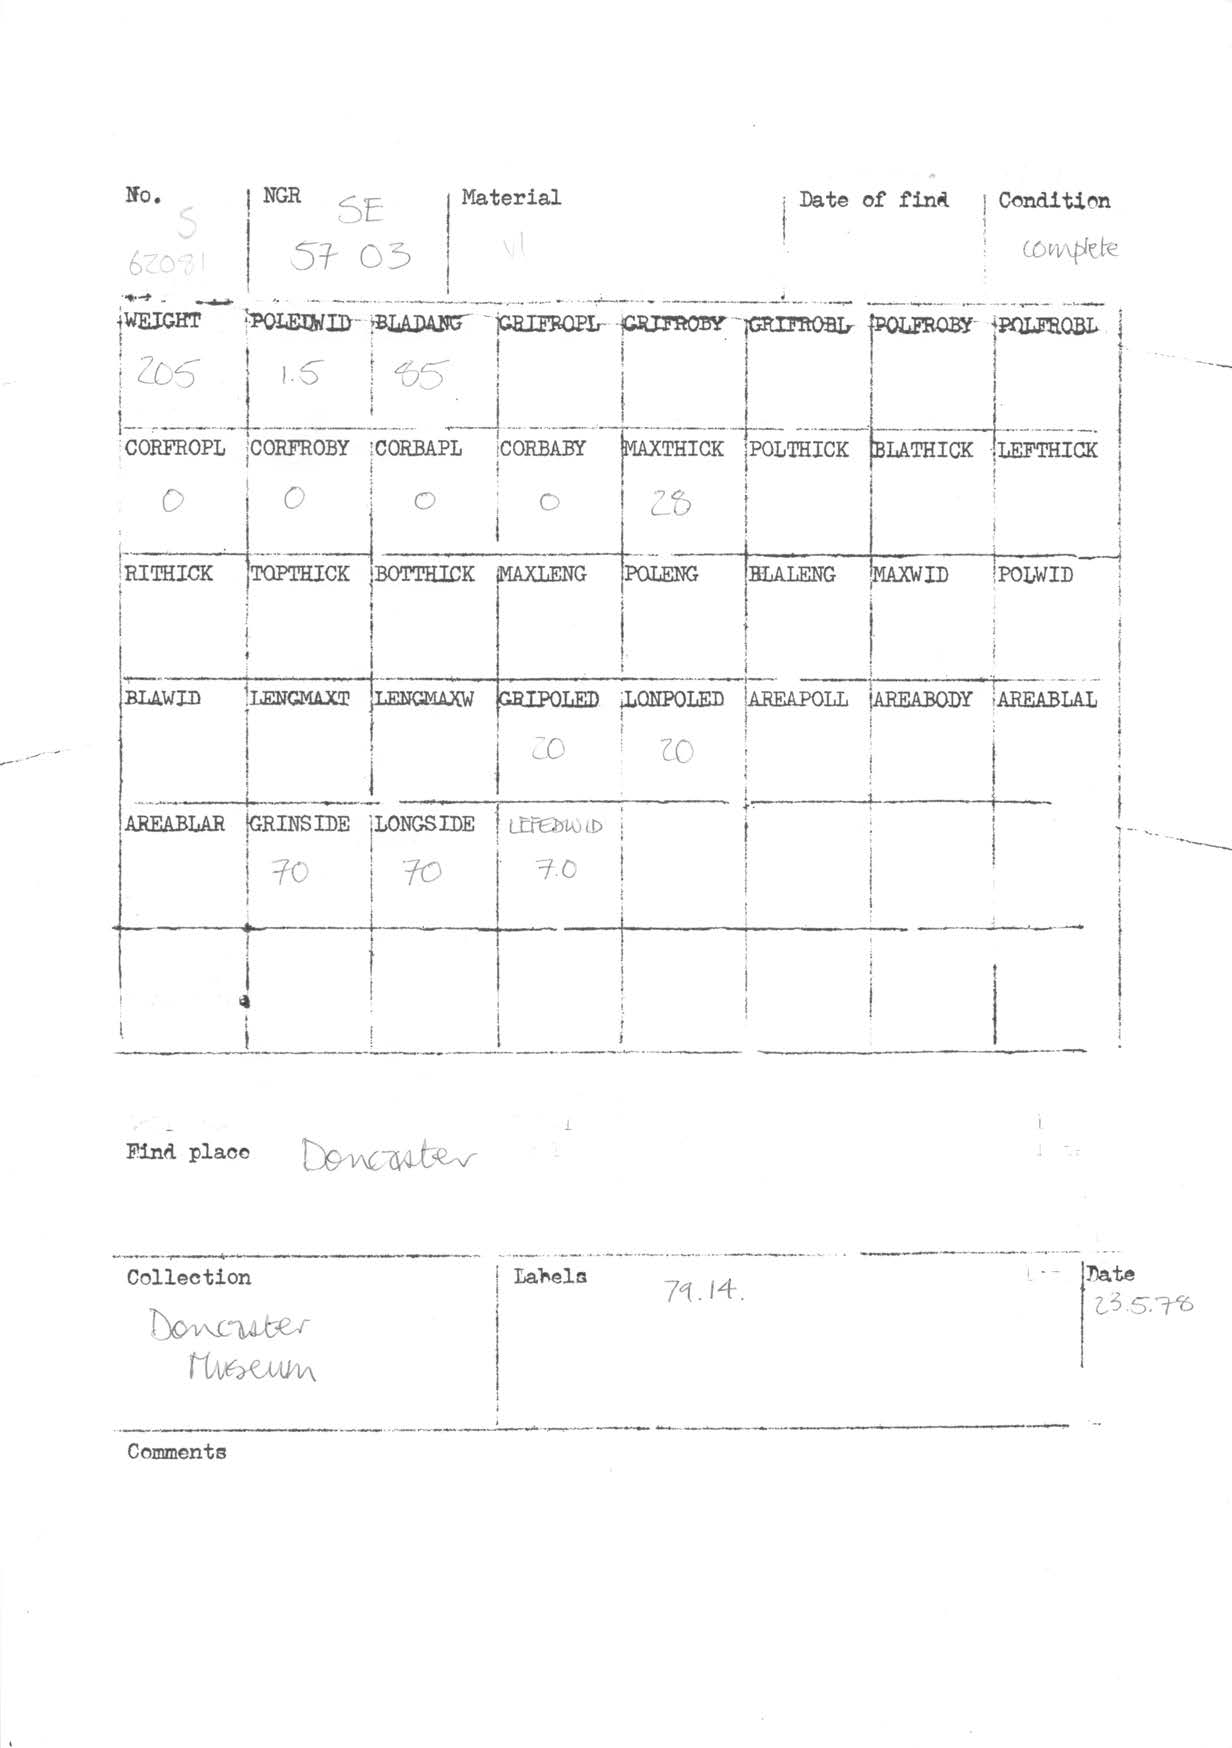 No. NGR Material Date of find Condition
S SE
62081 57 03 vl complete
WEIGHT POLEDWID BLADANG GRIFROPL GRIFROBY GRIFROBL POLFROBY POLFROBL
205 1.5 85
CORFROPL CORFROBY CORBAPL CORBABY MAXTHICK POLTHICK BLATHICK LEFTHICK
0 0 0 0 28
RITHICK TOPTHICK BOTTHICK MAXLENG POLENG BLALENG MAXWID POLWID
BLAWID LENGMAXT LENGMAXW GRIPOLED LONPOLED AREAPOLL AREABODY AREABLAL
20 20
AREABLAR GRINSIDE LONGSIDE LEFEDWID
70 70 7.0
Find place Doncaster
Collection Labels 79.14. Date
Doncaster 23.5.78
Museum
Comments